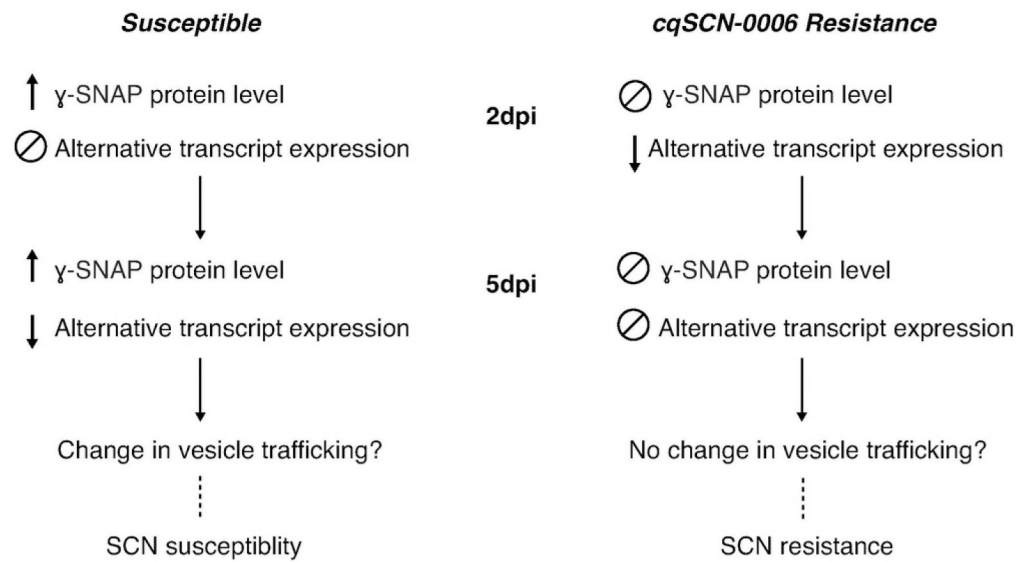 Susceptible
cqSCN-0006 Resistance
ɣ-SNAP protein level
2dpi
ɣ-SNAP protein level
Alternative transcript expression
Alternative transcript expression
ɣ-SNAP protein level
5dpi
ɣ-SNAP protein level
Alternative transcript expression
Alternative transcript expression
Change in vesicle trafficking?
No change in vesicle trafficking?
SCN susceptiblity
SCN resistance